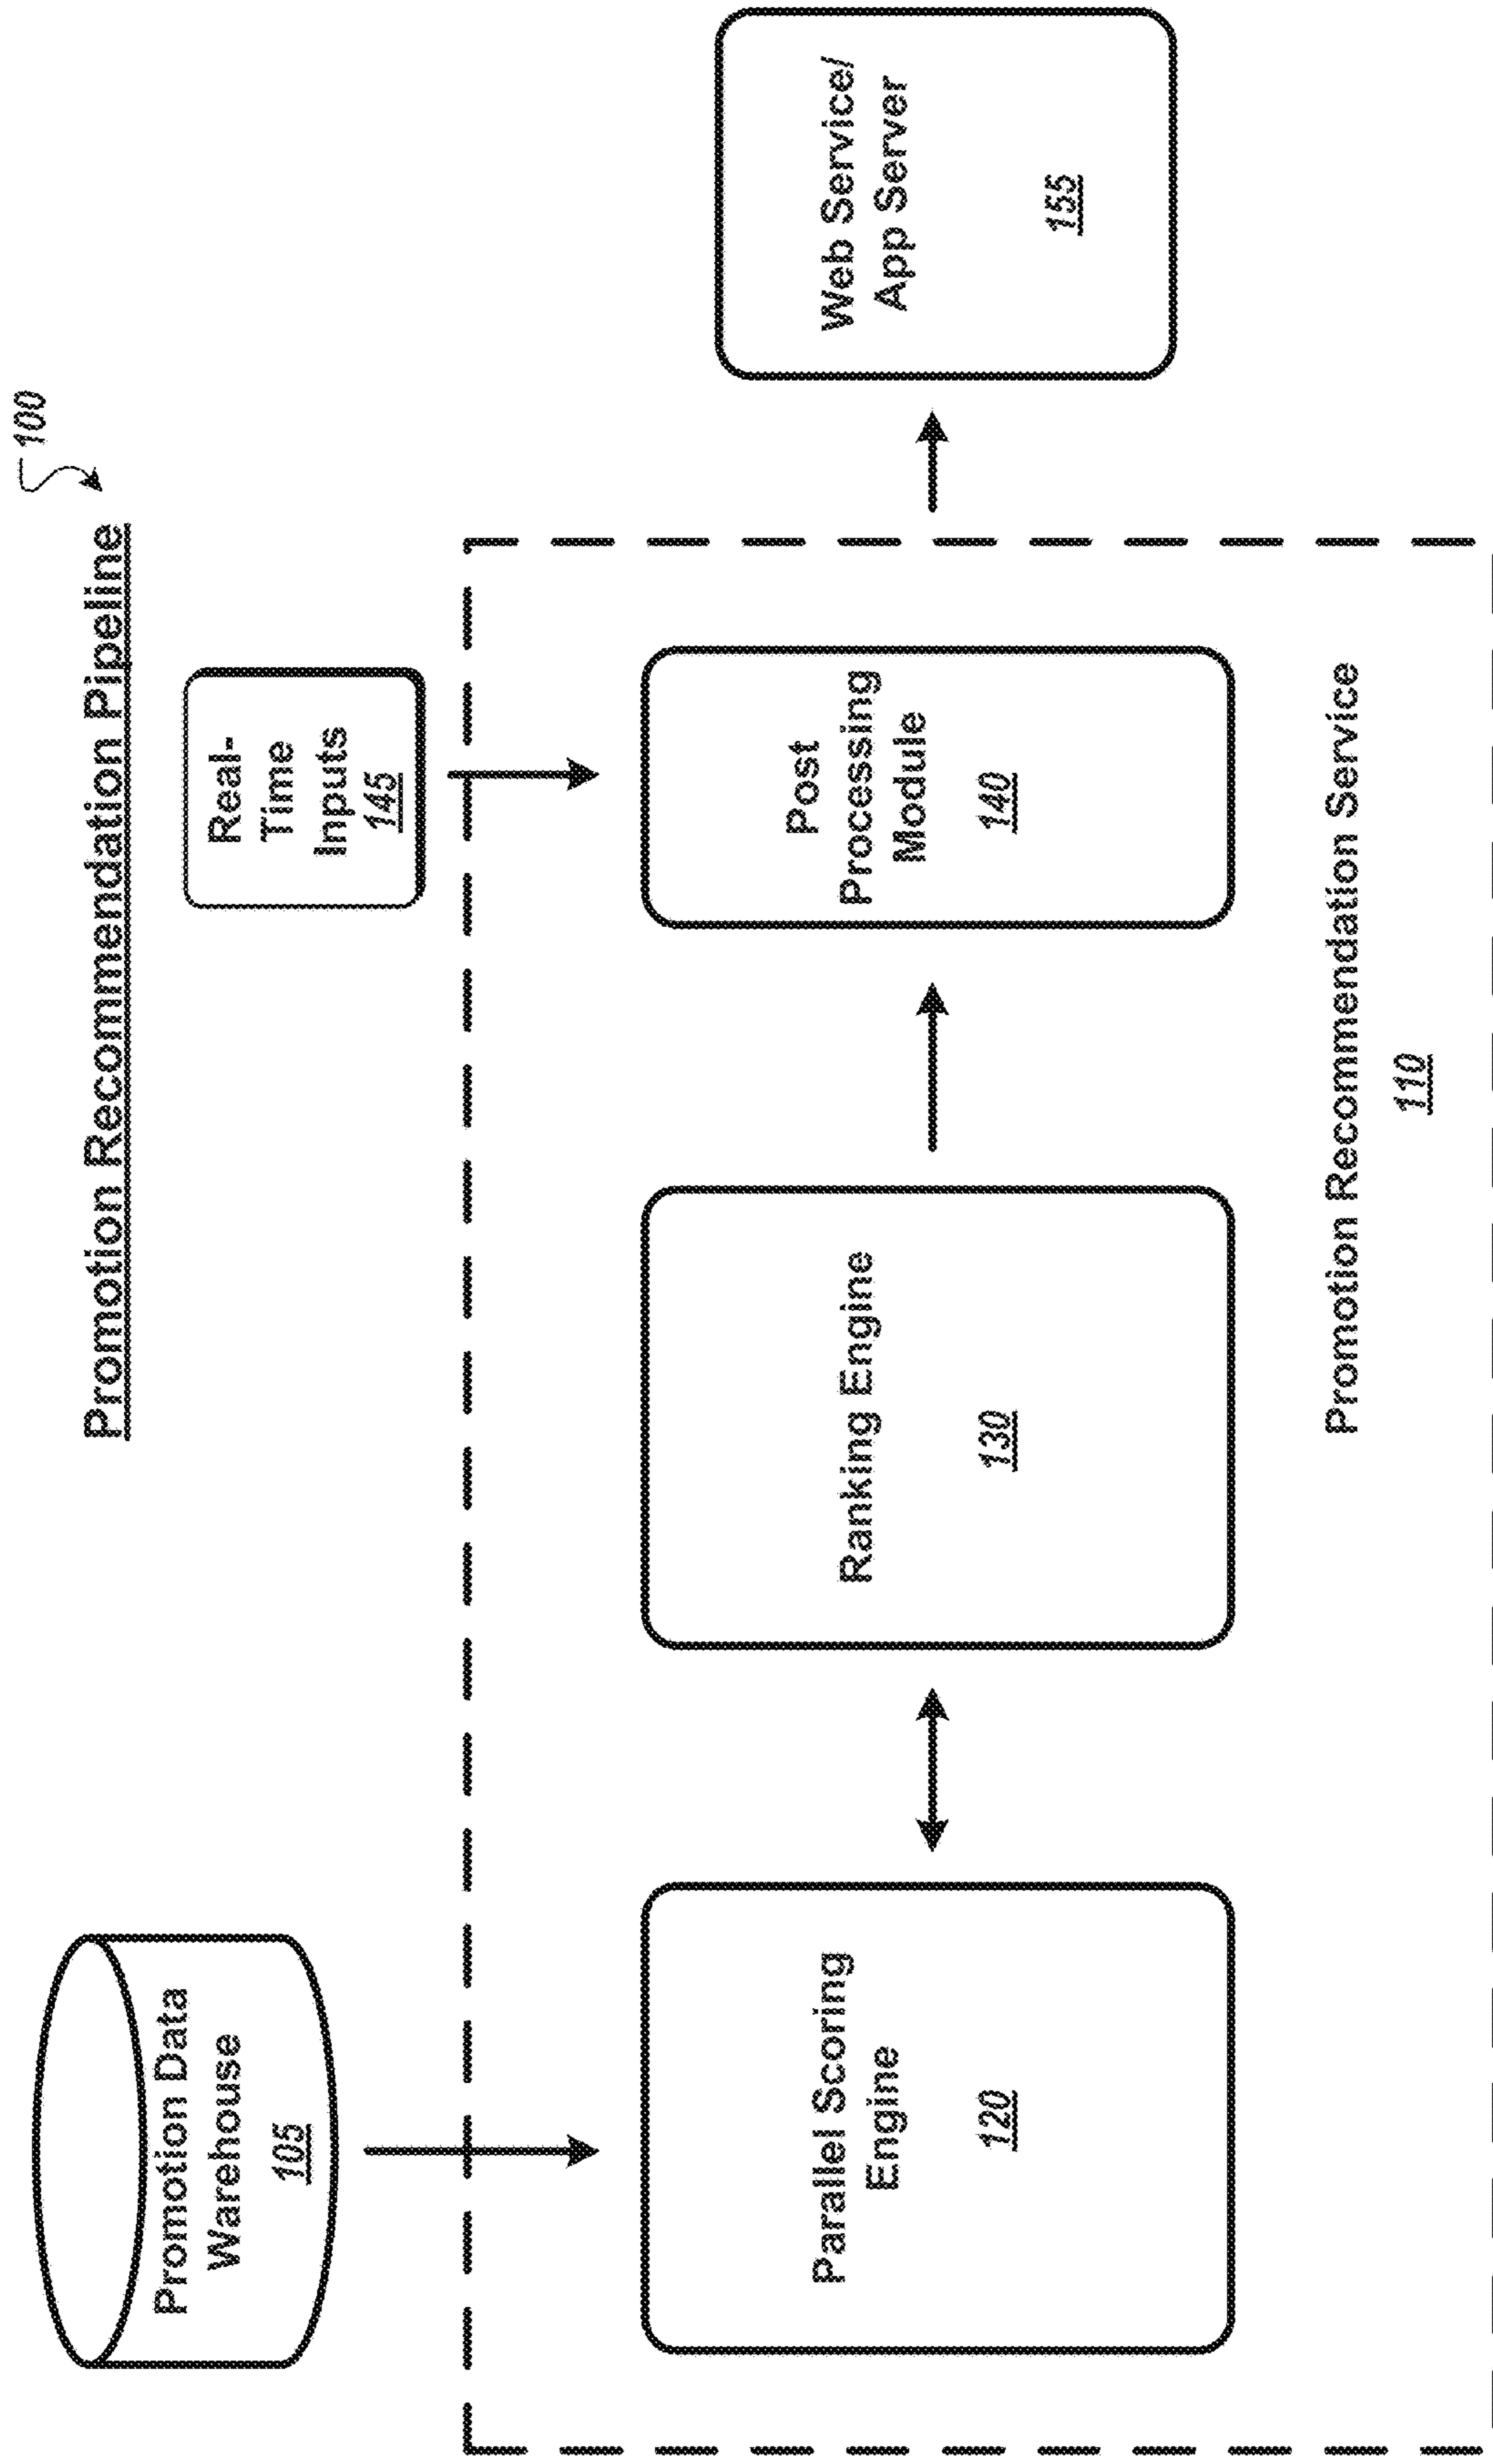 Promotion Recommendation Pipeline
100
Promotion Data
Warehouse
105
Real-
Time
Inputs
145
Parallel Scoring
Engine
120
Ranking Engine
130
Post
Processing
Module
140
Web Service/
App Server
155
Promotion Recommendation Service
110